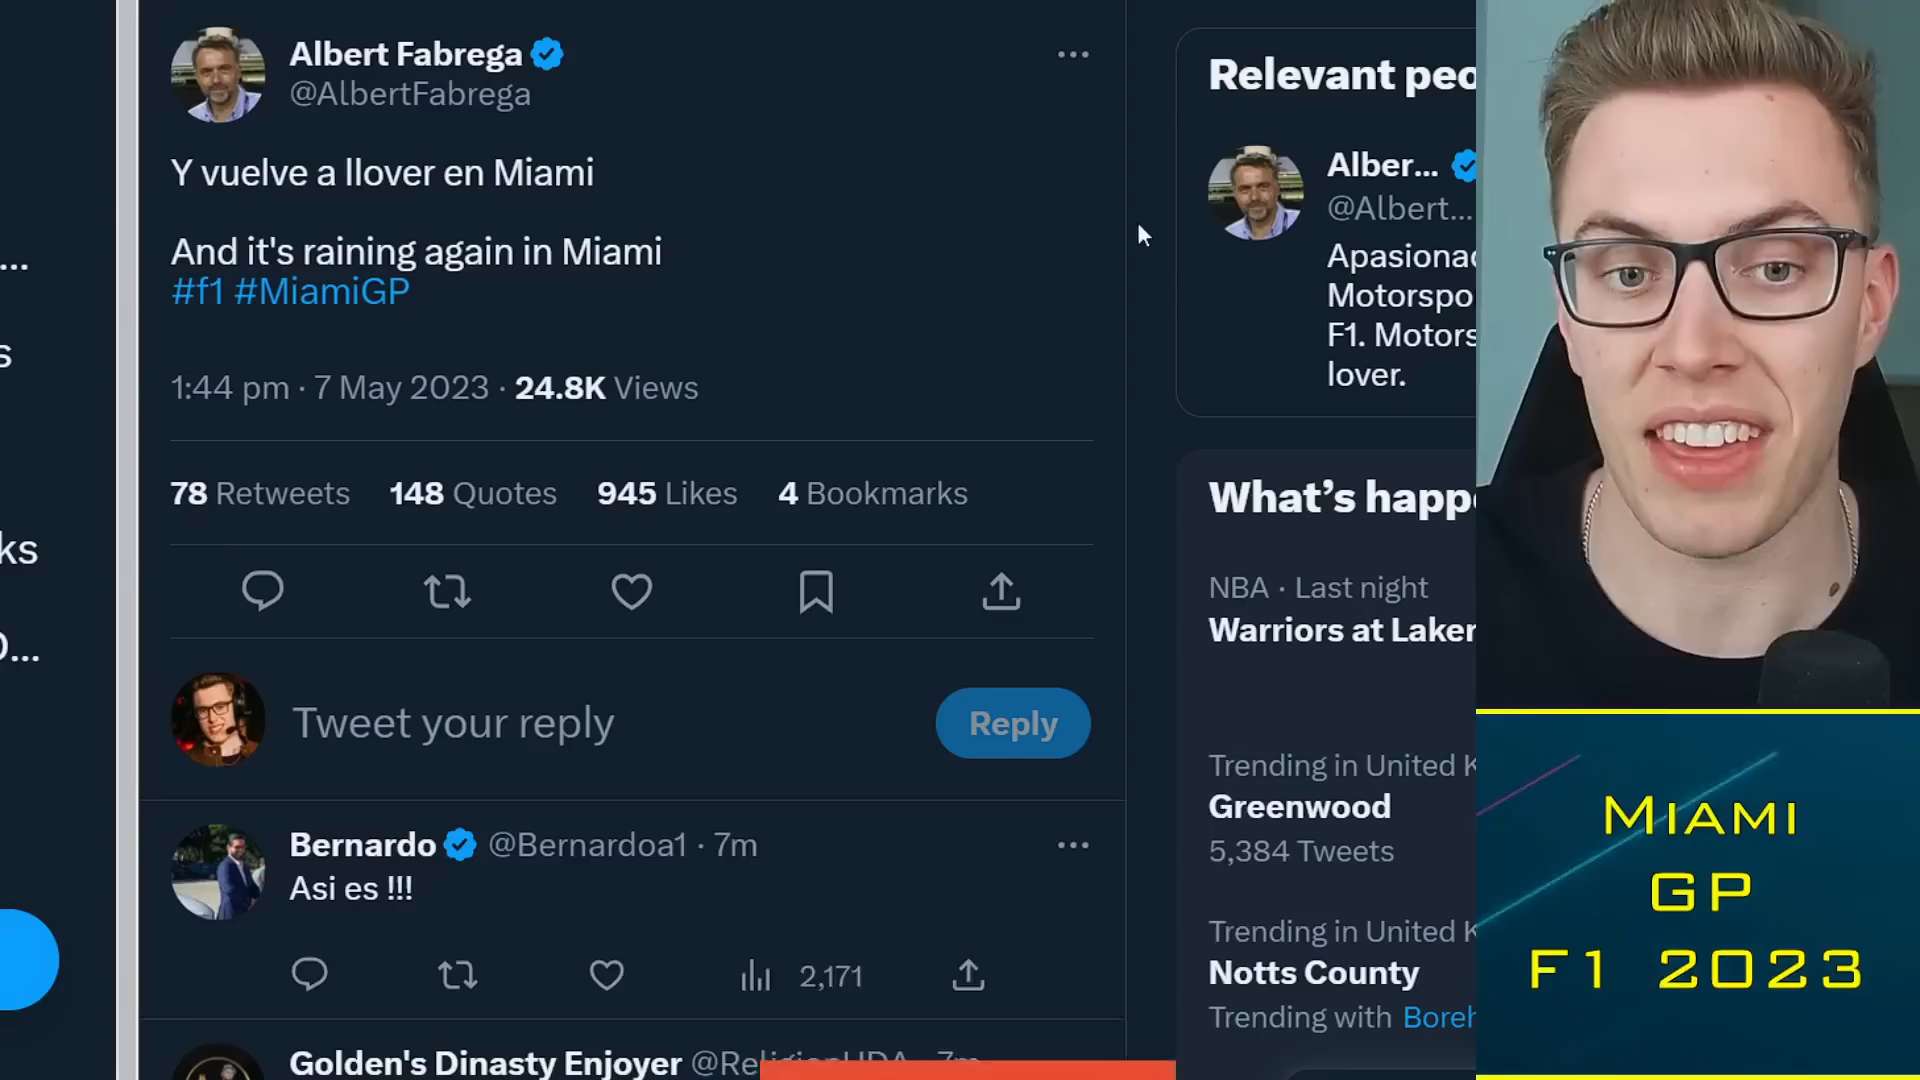 Albert Fabrega
@AlbertFabrega
Y vuelve a llover en Miami
And it's raining again in Miami
#f1 #MiamiGP
1:44 pm · 7 May 2023 · 24.8K Views
78 Retweets 148 Quotes 945 Likes 4 Bookmarks
Tweet your reply
Reply
Bernardo @Bernardoa1 · 7m
Asi es !!!
2,171
Golden's Dinasty Enjoyer
...
s
ks
...
Relevant peo
Alber...
@Albert...
Apasionad
Motorspo
F1. Motors
lover.
What's happe
NBA · Last night
Warriors at Laker
Trending in United K
Greenwood
5,384 Tweets
Trending in United K
Notts County
Trending with Boreh
MIAMI
GP
F1 2023